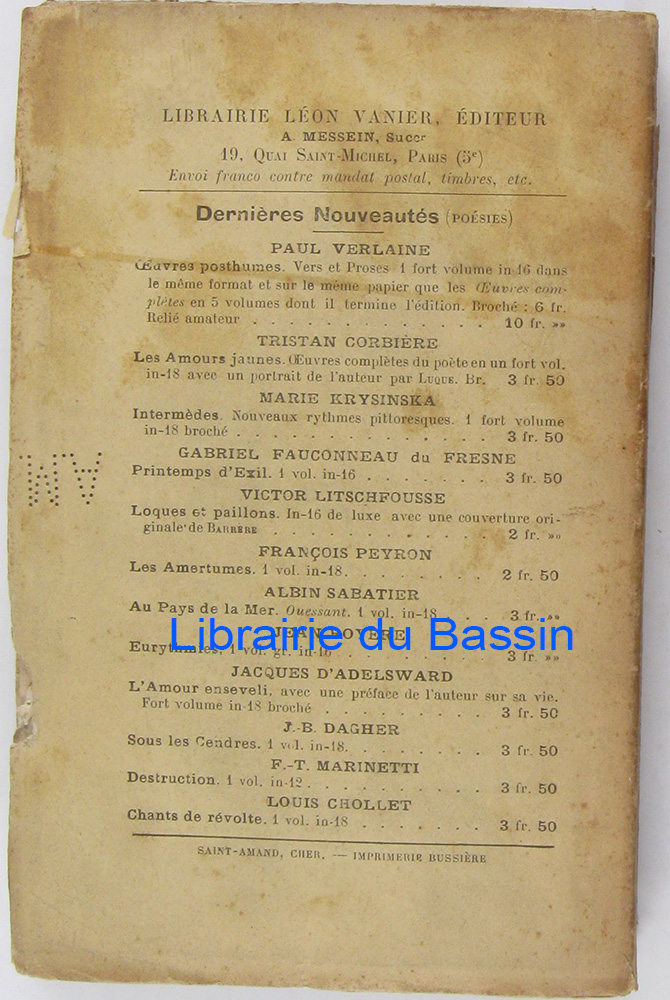 LIBRAIRIE LÉON VANIER, ÉDITEUR
A. MESSEIN, Succr
19, QUAI SAINT-MICHEL, PARIS (5e)
Envoi franco contre mandat postal, timbres, etc.
Dernières Nouveautés (POÉSIES)
PAUL VERLAINE
Œuvres posthumes. Vers et Proses 1 fort volume in-16 dans
le même format et sur le même papier que les Œuvres com-
plètes en 5 volumes dont il termine l'édition. Broché : 6 fr.
Relié amateur . . . . . . . . . . . . . 10 fr. »»
TRISTAN CORBIÈRE
Les Amours jaunes. Œuvres complètes du poète en un fort vol.
in-18 avec un portrait de l'auteur par LUQUE. Br. 3 fr. 50
MARIE KRYSINSKA
Intermèdes. Nouveaux rythmes pittoresques. 1 fort volume
in-18 broché . . . . . . . . . . . . . . 3 fr. 50
GABRIEL FAUCONNEAU du FRESNE
Printemps d'Exil. 1 vol. in-16 . . . . . . . 3 fr. 50
VICTOR LITSCHFOUSSE
Loques et paillons. In-16 de luxe avec une couverture ori-
ginale de BARRÈRE . . . . . . . . . . . . 2 fr. »»
FRANÇOIS PEYRON
Les Amertumes. 1 vol. in-18. . . . . . . . 2 fr. 50
ALBIN SABATIER
Au Pays de la Mer. Ouessant. 1 vol. in-18 . . . 3 fr. »»
JEAN ROYÈRE
Librairie du Bassin
Eurythmies, 1 vol. gr. in-16 . . . . . . . . 3 fr. »»
JACQUES D'ADELSWARD
L'Amour enseveli, avec une préface de l'auteur sur sa vie.
Fort volume in-18 broché . . . . . . . . . 3 fr. 50
J.-B. DAGHER
Sous les Cendres. 1 vol. in-18. . . . . . . . 3 fr. 50
F.-T. MARINETTI
Destruction. 1 vol. in-12 . . . . . . . . . . 3 fr. 50
LOUIS CHOLLET
Chants de révolte. 1 vol. in-18 . . . . . . . 3 fr. 50
SAINT-AMAND, CHER. — IMPRIMERIE BUSSIÈRE